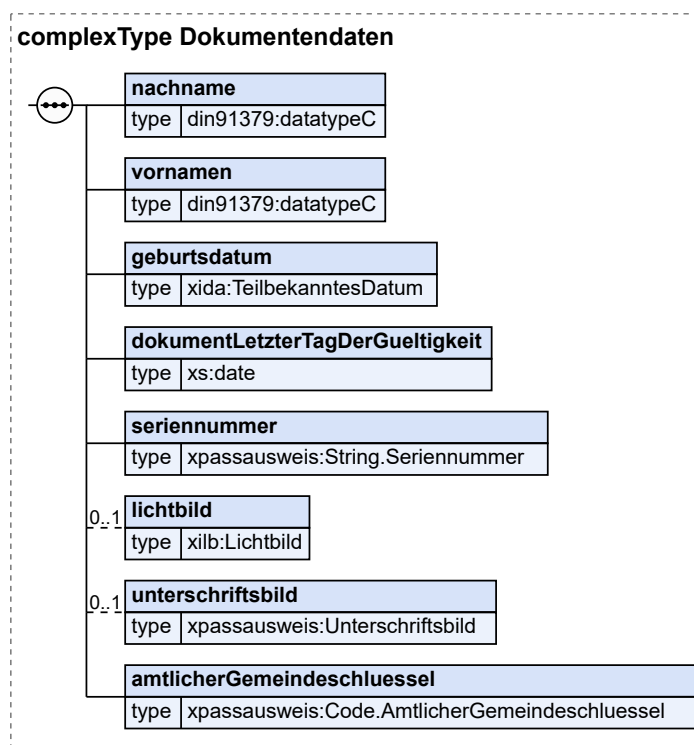 complexType Dokumentendaten
nachname
type din91379:datatypeC
vornamen
type din91379:datatypeC
geburtsdatum
type xida:TeilbekanntesDatum
dokumentLetzterTagDerGueltigkeit
type xs:date
seriennummer
type xpassausweis:String.Seriennummer
0..1 lichtbild
type xilb:Lichtbild
0..1 unterschriftsbild
type xpassausweis:Unterschriftsbild
amtlicherGemeindeschluessel
type xpassausweis:Code.AmtlicherGemeindeschluessel